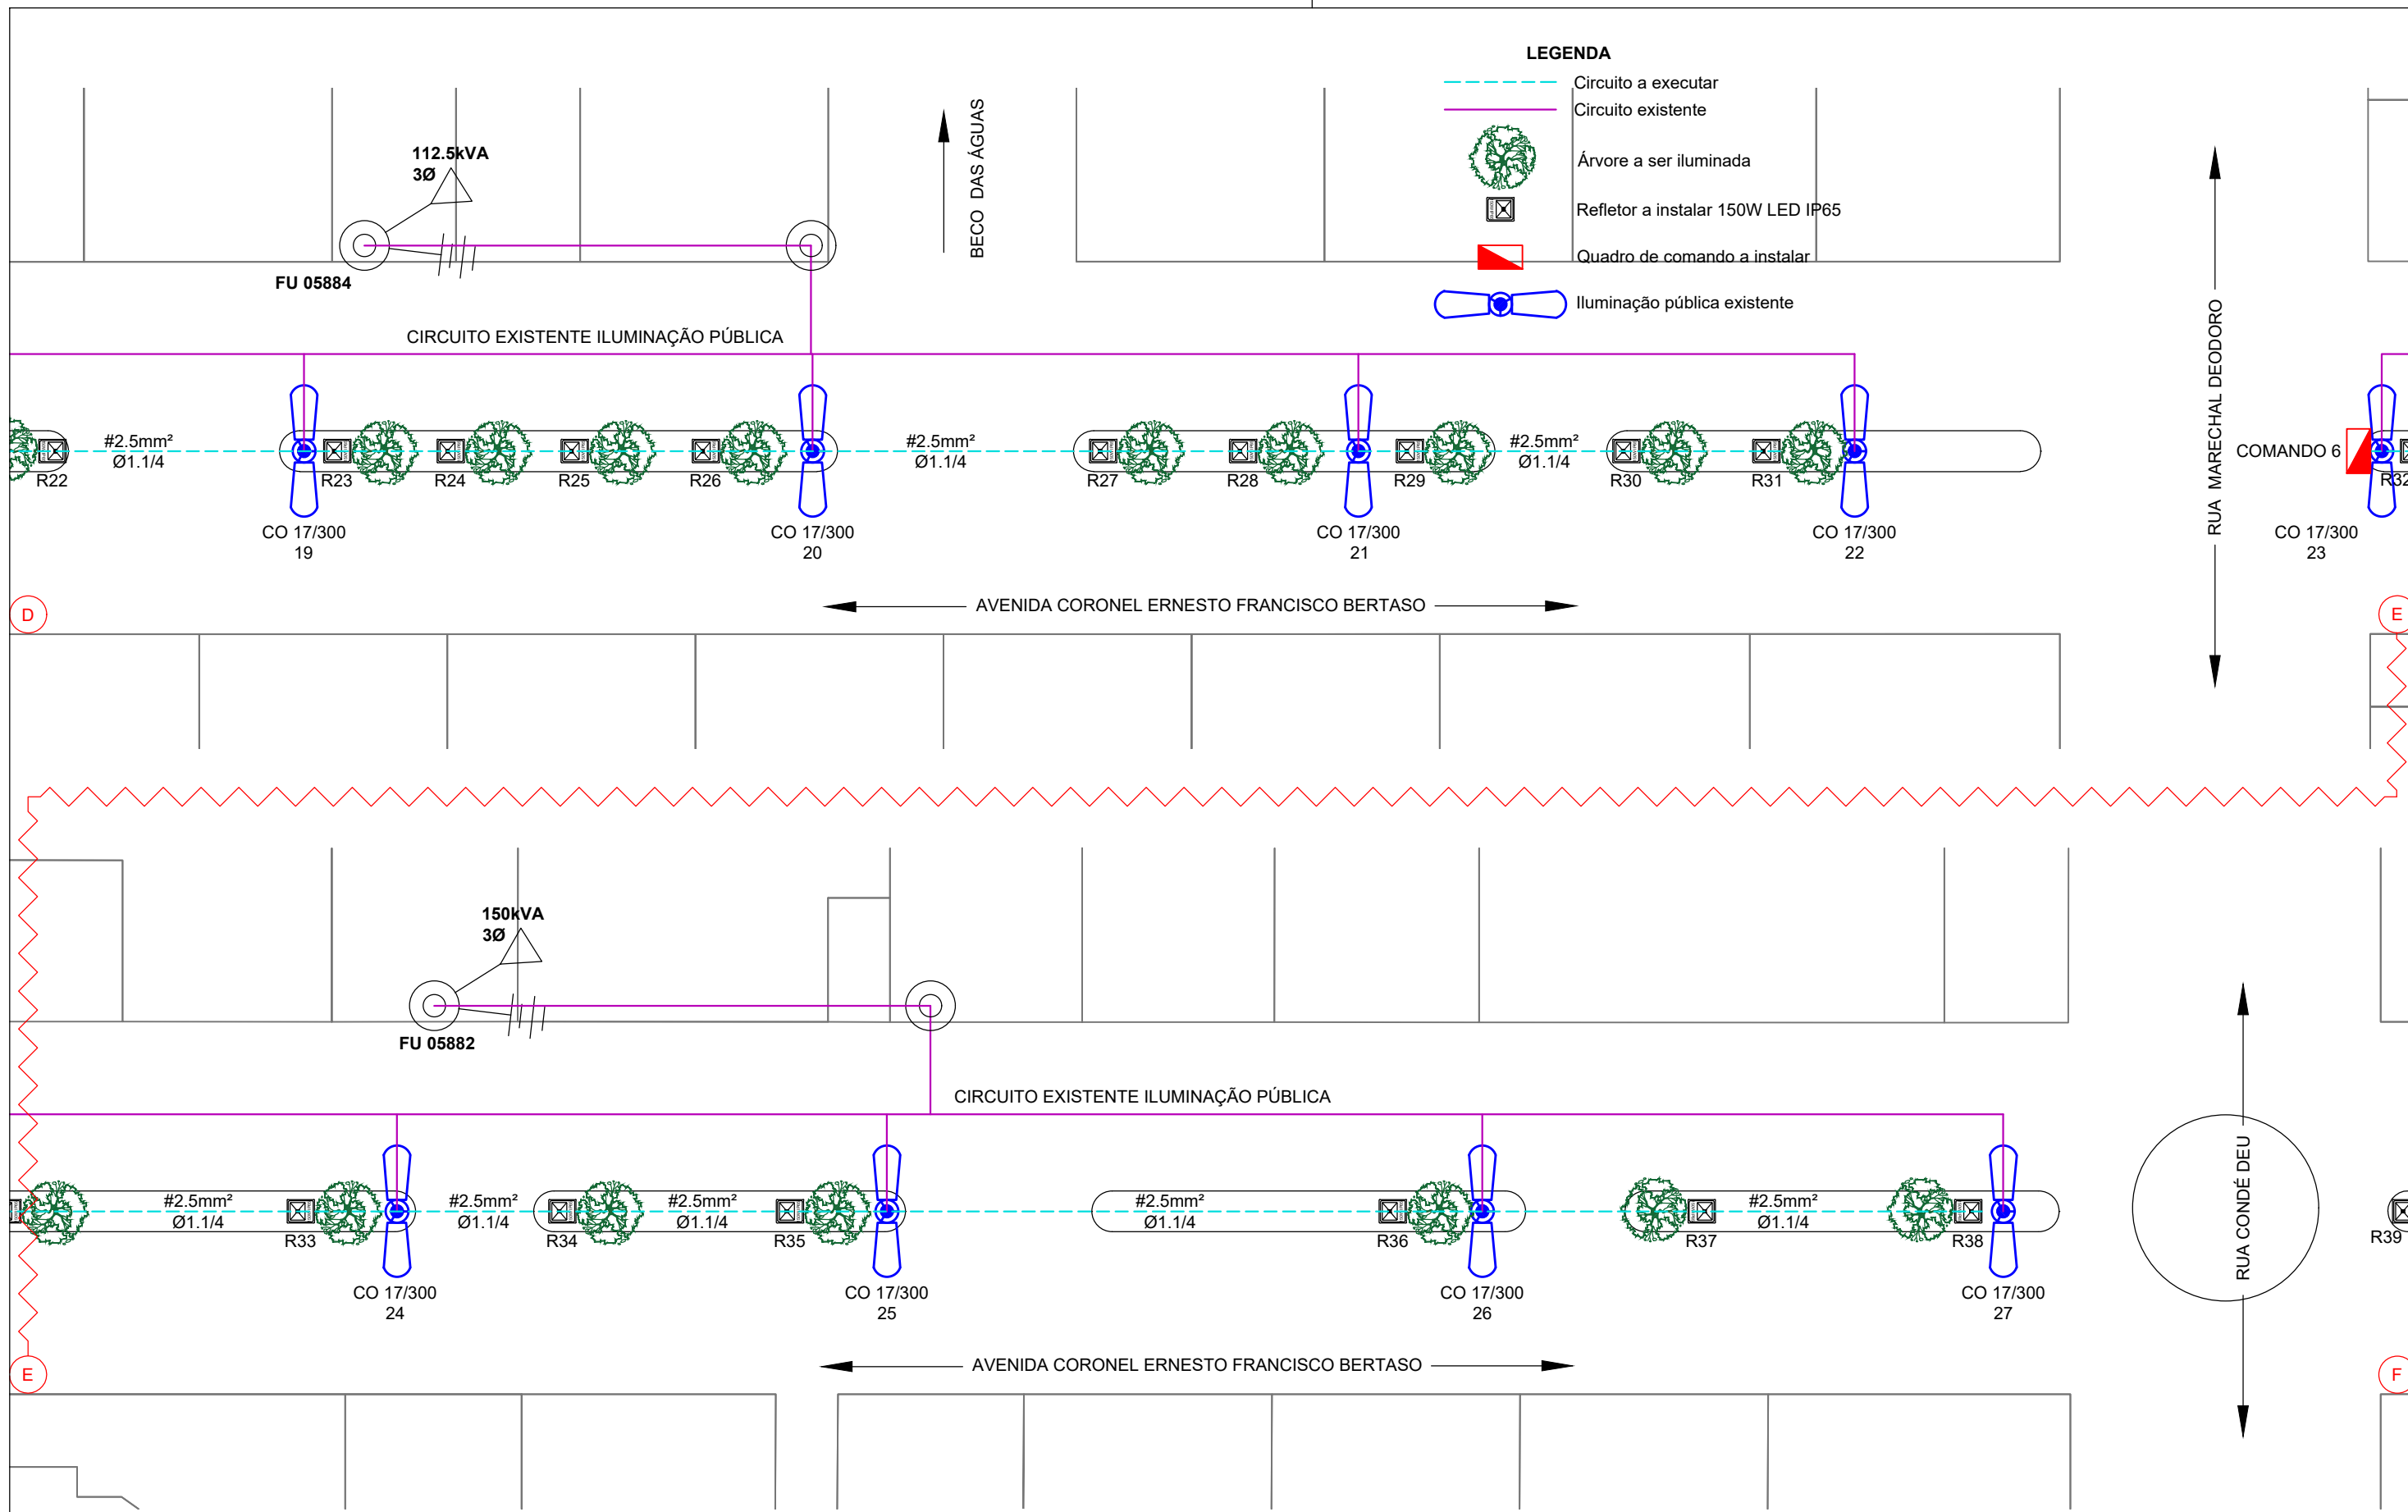 LEGENDA
Circuito a executar
Circuito existente
Árvore a ser iluminada
Refletor a instalar 150W LED IP65
Quadro de comando a instalar
Iluminação pública existente
112.5kVA
3Ø
FU 05884
BECO DAS ÁGUAS
RUA MARECHAL DEODORO
CIRCUITO EXISTENTE ILUMINAÇÃO PÚBLICA
#2.5mm²
Ø1.1/4
#2.5mm²
Ø1.1/4
#2.5mm²
Ø1.1/4
COMANDO 6
R22
R23
R24
R25
R26
R27
R28
R29
R30
R31
R32
CO 17/300
19
CO 17/300
20
CO 17/300
21
CO 17/300
22
CO 17/300
23
D
AVENIDA CORONEL ERNESTO FRANCISCO BERTASO
E
150kVA
3Ø
FU 05882
CIRCUITO EXISTENTE ILUMINAÇÃO PÚBLICA
#2.5mm²
Ø1.1/4
#2.5mm²
Ø1.1/4
#2.5mm²
Ø1.1/4
#2.5mm²
Ø1.1/4
#2.5mm²
Ø1.1/4
RUA CONDÉ DEU
R33
R34
R35
R36
R37
R38
R39
CO 17/300
24
CO 17/300
25
CO 17/300
26
CO 17/300
27
E
AVENIDA CORONEL ERNESTO FRANCISCO BERTASO
F